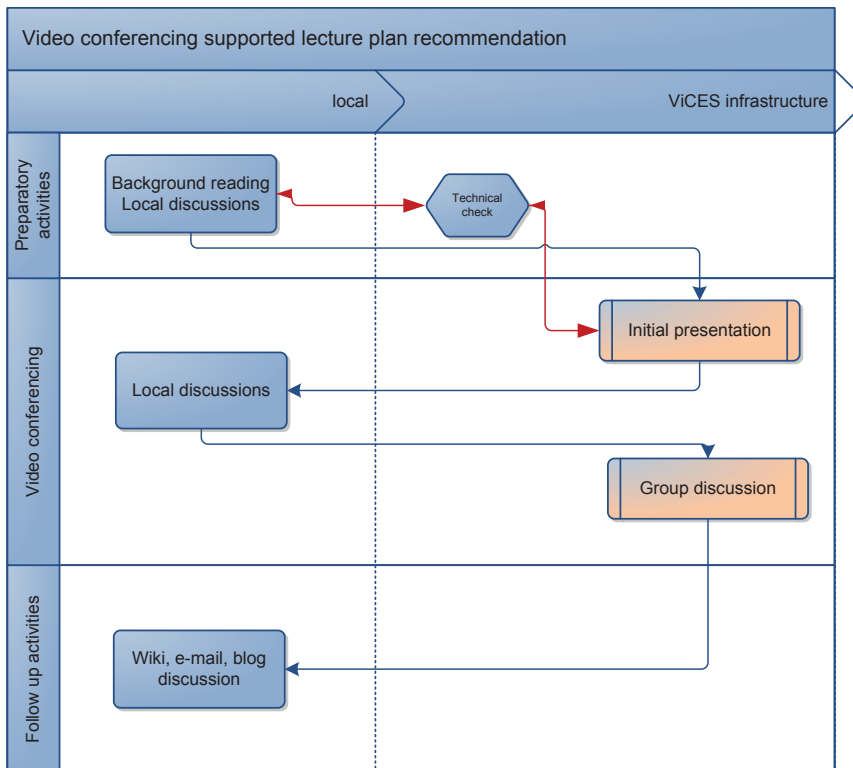 Video conferencing supported lecture plan recommendation
local
ViCES infrastructure
Preparatory
activities
Background reading
Local discussions
Technical
check
Video conferencing
Initial presentation
Local discussions
Group discussion
Follow up activities
Wiki, e-mail, blog
discussion